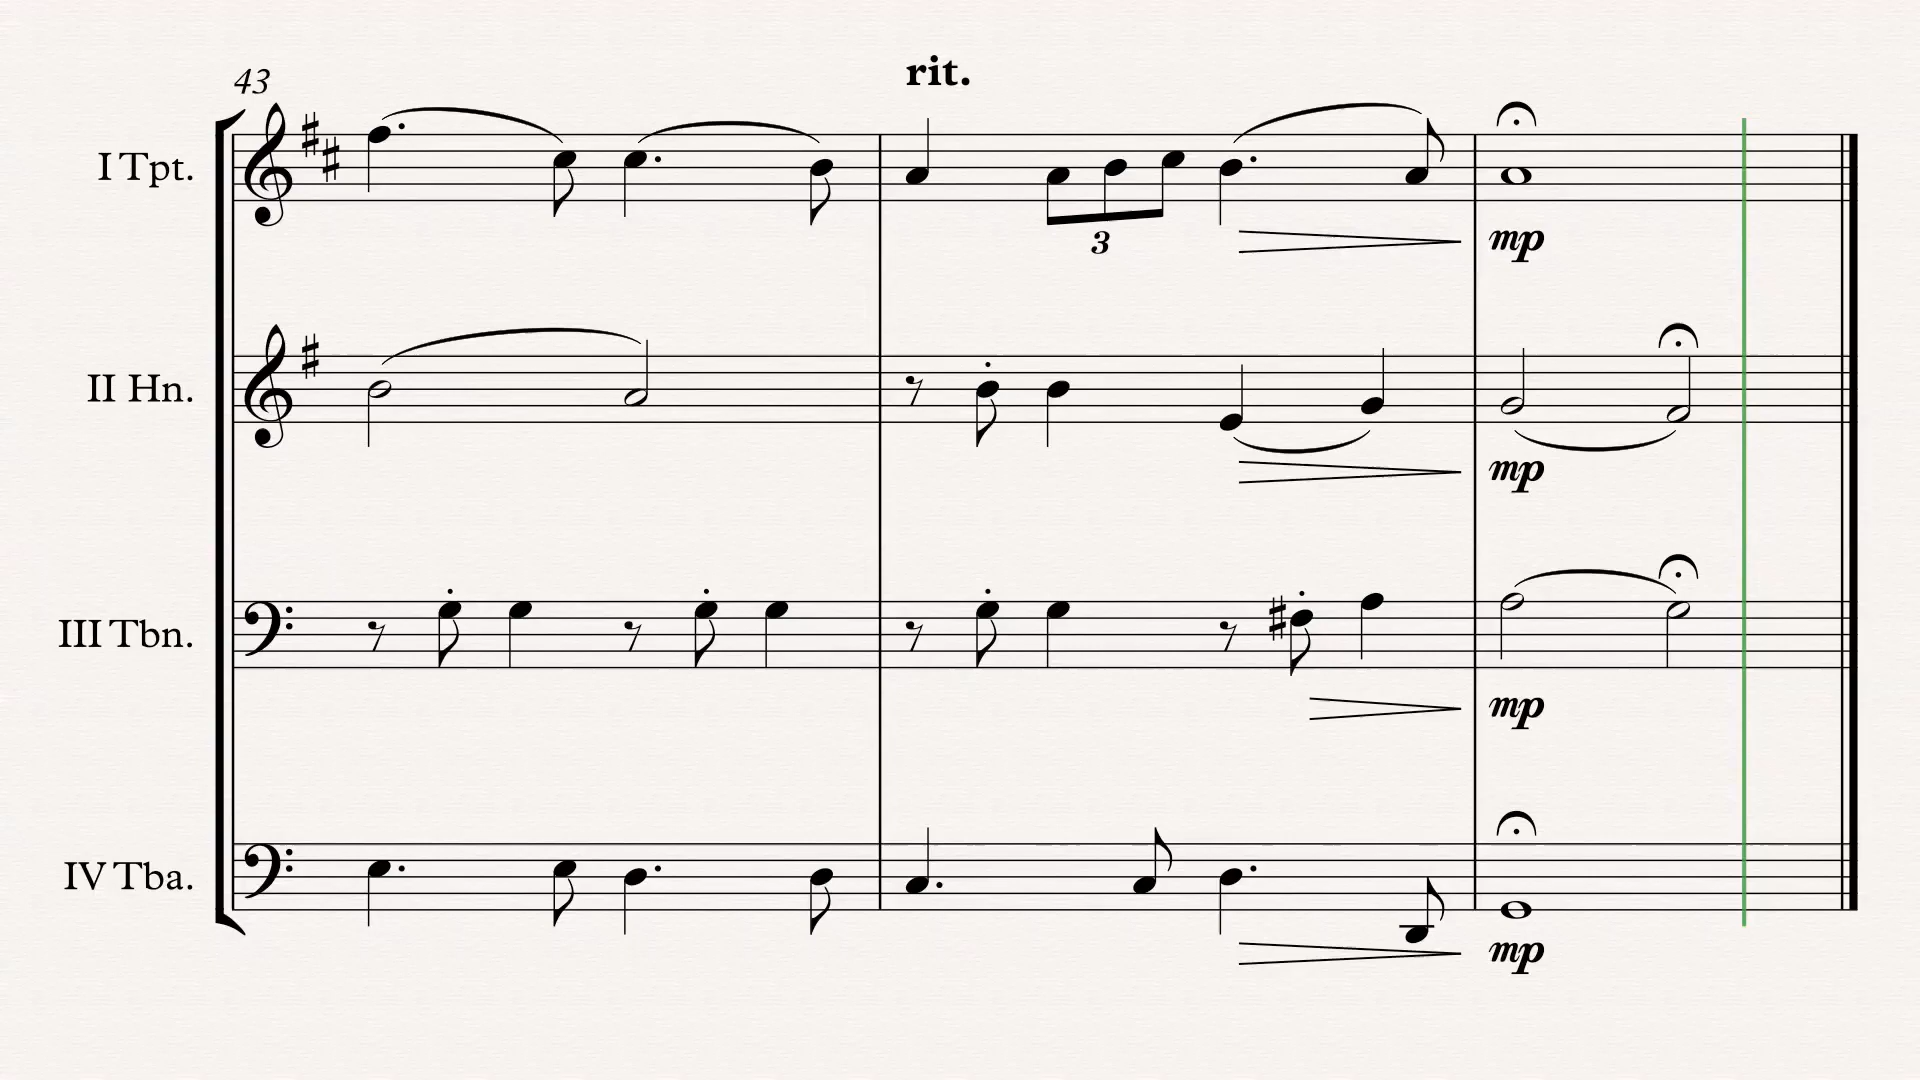 43
rit.
I Tpt.
3
mp
II Hn.
mp
III Tbn.
mp
IV Tba.
mp